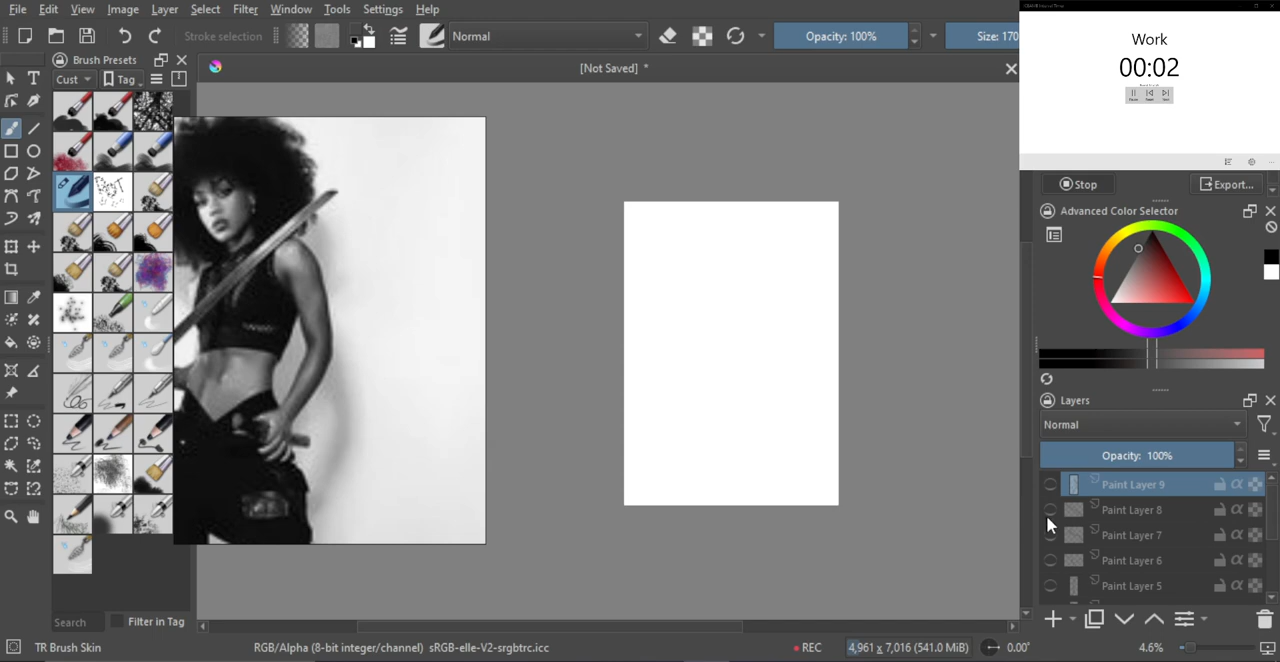 File Edit View Image Layer Select Filter Window Tools Settings Help
Stroke selection Normal Opacity: 100% Size: 170
Brush Presets
Cust Tag
[Not Saved] *
Work
00:02
Stop Export...
Advanced Color Selector
Layers
Normal
Opacity: 100%
Paint Layer 9
Paint Layer 8
Paint Layer 7
Paint Layer 6
Paint Layer 5
Search Filter in Tag
TR Brush Skin RGB/Alpha (8-bit integer/channel) sRGB-elle-V2-srgbtrc.icc REC 4,961 x 7,016 (541.0 MiB) 0.00° 4.6%